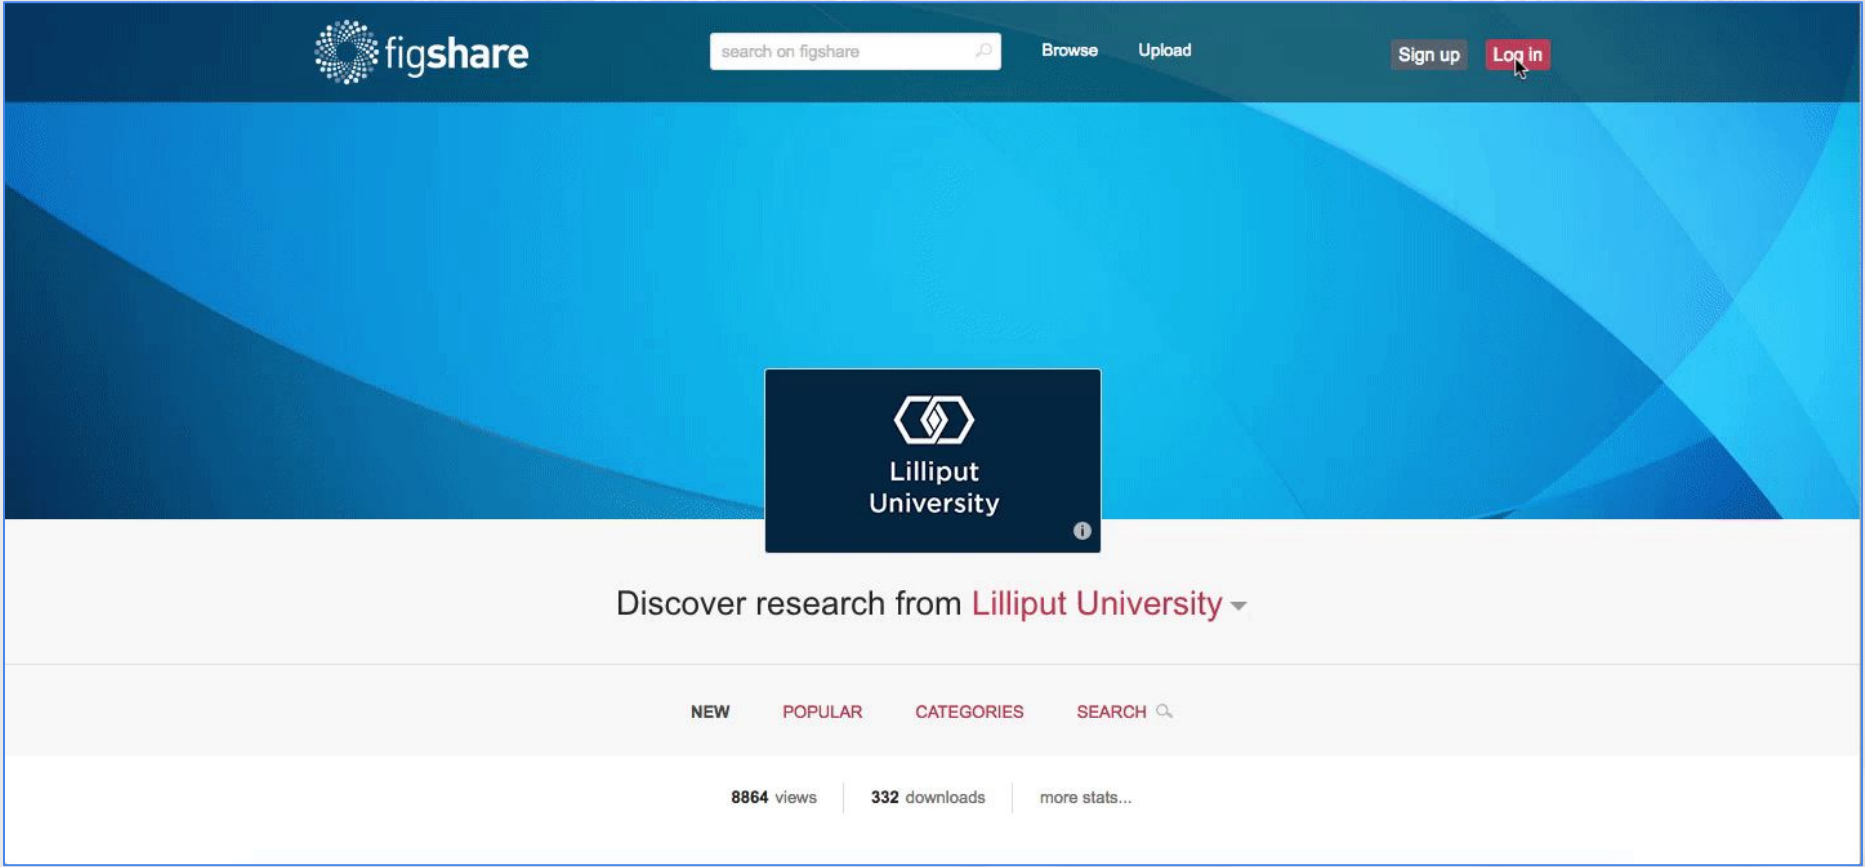 figshare
search on figshare
Browse
Upload
Sign up
Log in
Lilliput
University
Discover research from Lilliput University
NEW
POPULAR
CATEGORIES
SEARCH
8864 views
332 downloads
more stats...